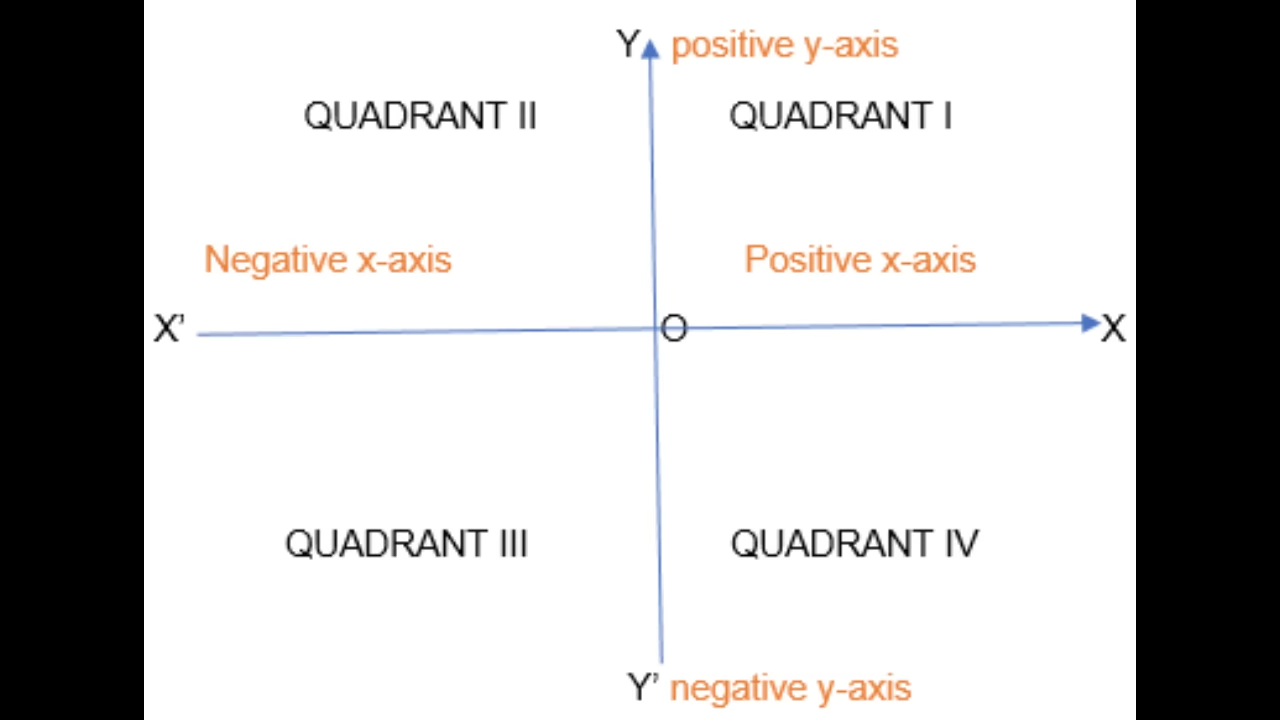 Y positive y-axis
QUADRANT II QUADRANT I
Negative x-axis Positive x-axis
X’ O X
QUADRANT III QUADRANT IV
Y’ negative y-axis